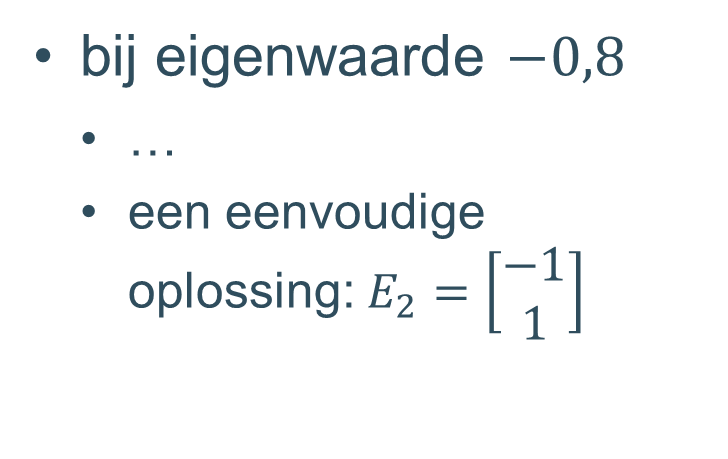 • bij eigenwaarde −0,8
• …
• een eenvoudige
oplossing: E₂ = [−1
1]